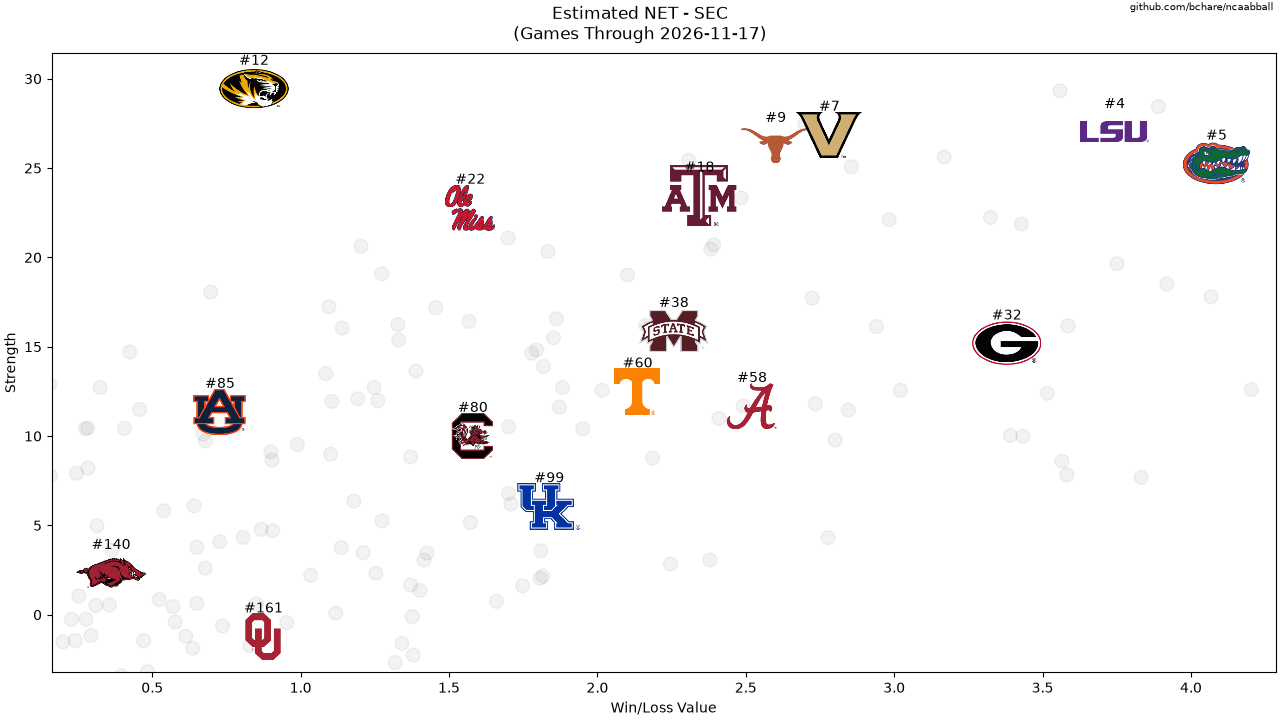 github.com/bchare/ncaabball
Estimated NET - SEC
(Games Through 2026-11-17)
#12
#4
#7
#9
#5
#18
#22
#38
#32
#60
#58
#85
#80
#99
#140
#161
LSU
Ole
Miss
A T M
STATE
G
T
A
AU
C
UK
OU
V
Strength
30
25
20
15
10
5
0
0.5 1.0 1.5 2.0 2.5 3.0 3.5 4.0
Win/Loss Value